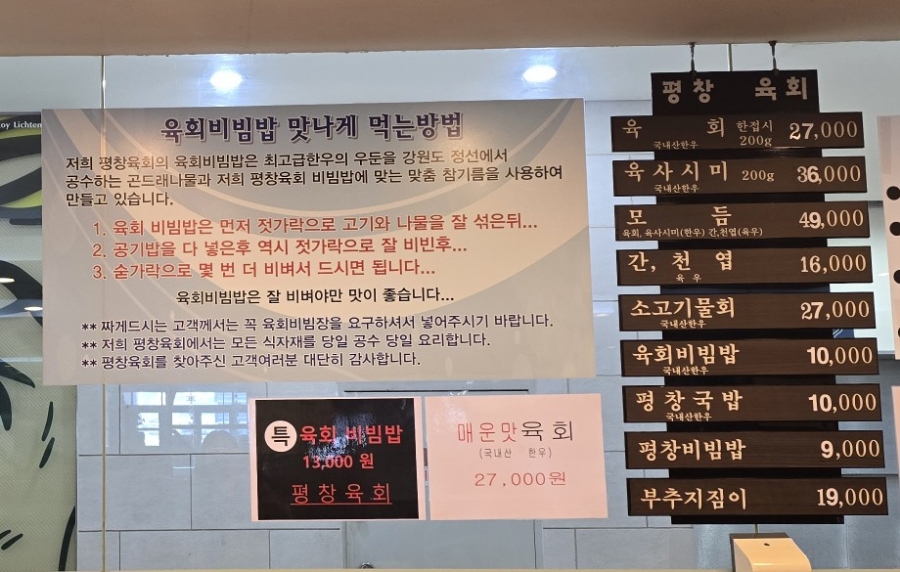 oy Lichten
육회비빔밥 맛나게 먹는방법
저희 평창육회의 육회비빔밥은 최고급한우의 우둔을 강원도 정선에서
공수하는 곤드래나물과 저희 평창육회 비빔밥에 맞는 맞춤 참기름을 사용하여
만들고 있습니다.
1. 육회 비빔밥은 먼저 젓가락으로 고기와 나물을 잘 섞은뒤...
2. 공기밥을 다 넣은후 역시 젓가락으로 잘 비빈후...
3. 숟가락으로 몇 번 더 비벼서 드시면 됩니다...
육회비빔밥은 잘 비벼야만 맛이 좋습니다...
** 짜게드시는 고객께서는 꼭 육회비빔장을 요구하셔서 넣어주시기 바랍니다.
** 저희 평창육회에서는 모든 식자재를 당일 공수 당일 요리합니다.
** 평창육회를 찾아주신 고객여러분 대단히 감사합니다.
특 육회 비빔밥
13,000 원
평창육회
매운맛육회
(국내산 한우)
27,000원
평창 육회
육회 한접시 200g 27,000
국내산한우
육사시미 200g 36,000
국내산한우
모듬 49,000
육회, 육사시미(한우) 간,천엽(육우)
간, 천엽 16,000
육우
소고기물회 27,000
국내산한우
육회비빔밥 10,000
국내산한우
평창국밥 10,000
국내산한우
평창비빔밥 9,000
부추지짐이 19,000